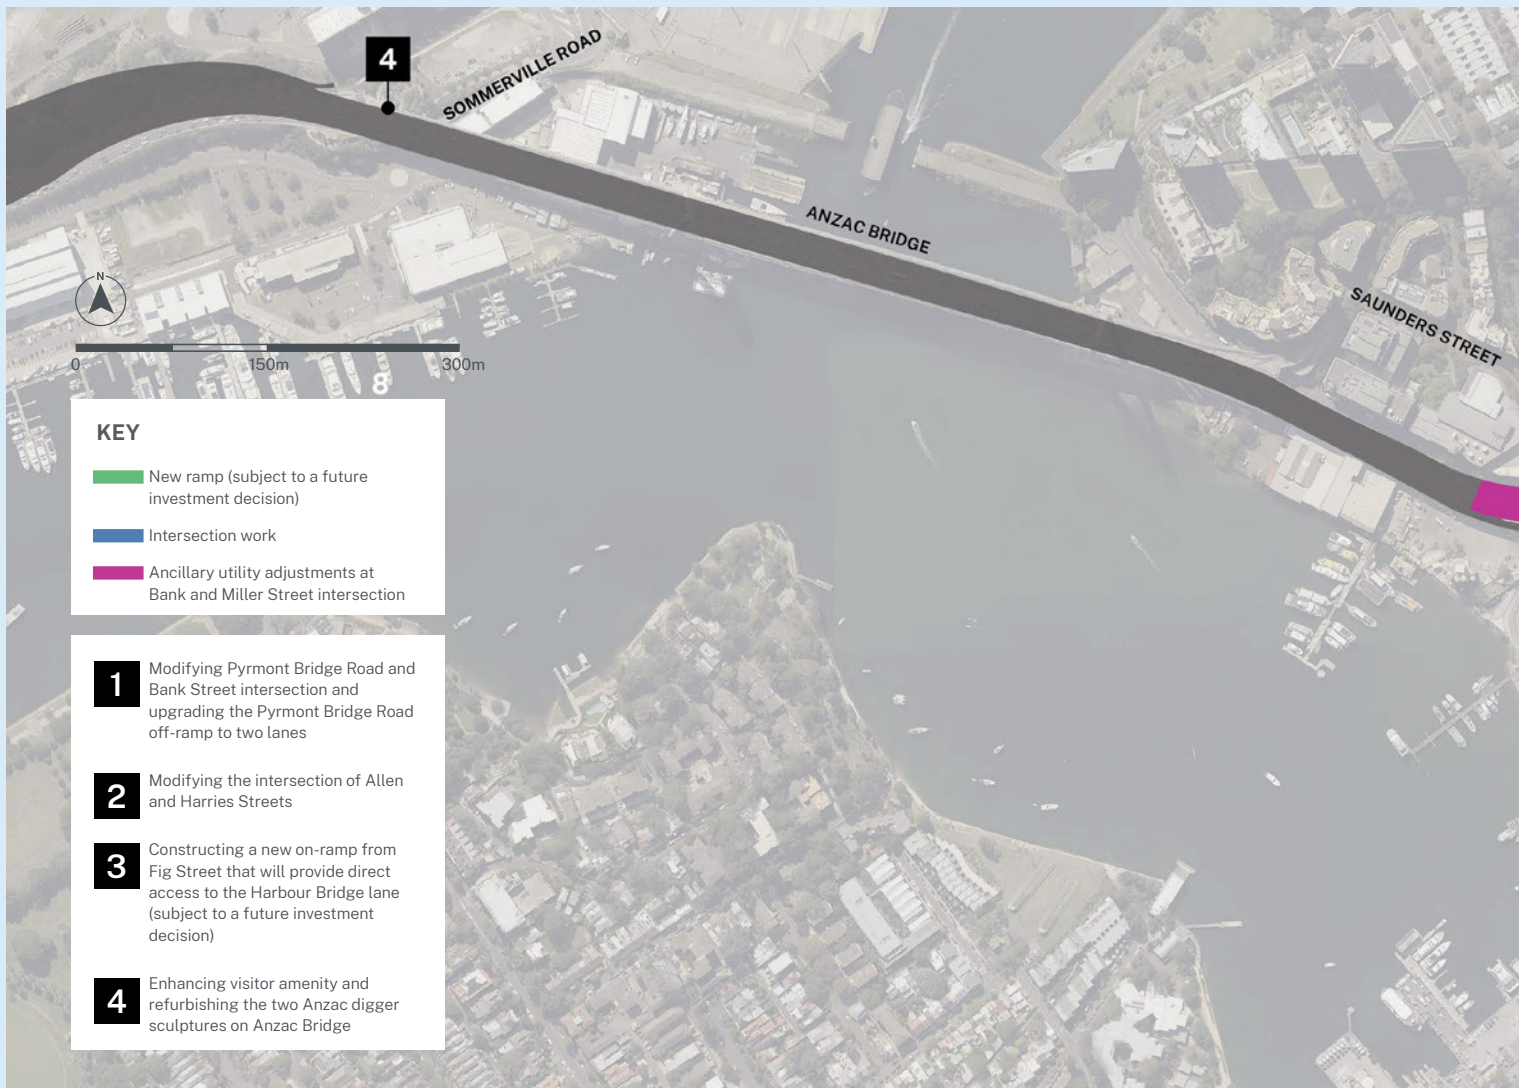 4
SOMMERVILLE ROAD
ANZAC BRIDGE
SAUNDERS STREET
N
0 150m 300m
8
KEY
New ramp (subject to a future
investment decision)
Intersection work
Ancillary utility adjustments at
Bank and Miller Street intersection
1
Modifying Pyrmont Bridge Road and
Bank Street intersection and
upgrading the Pyrmont Bridge Road
off-ramp to two lanes
2
Modifying the intersection of Allen
and Harries Streets
3
Constructing a new on-ramp from
Fig Street that will provide direct
access to the Harbour Bridge lane
(subject to a future investment
decision)
4
Enhancing visitor amenity and
refurbishing the two Anzac digger
sculptures on Anzac Bridge